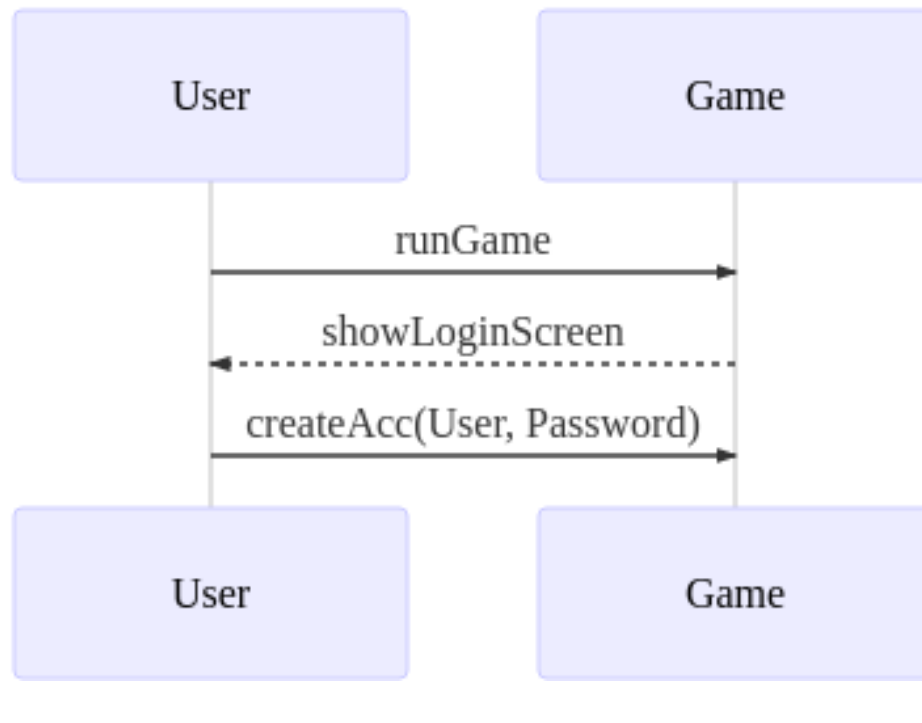 User
Game
runGame
showLoginScreen
createAcc(User, Password)
User
Game